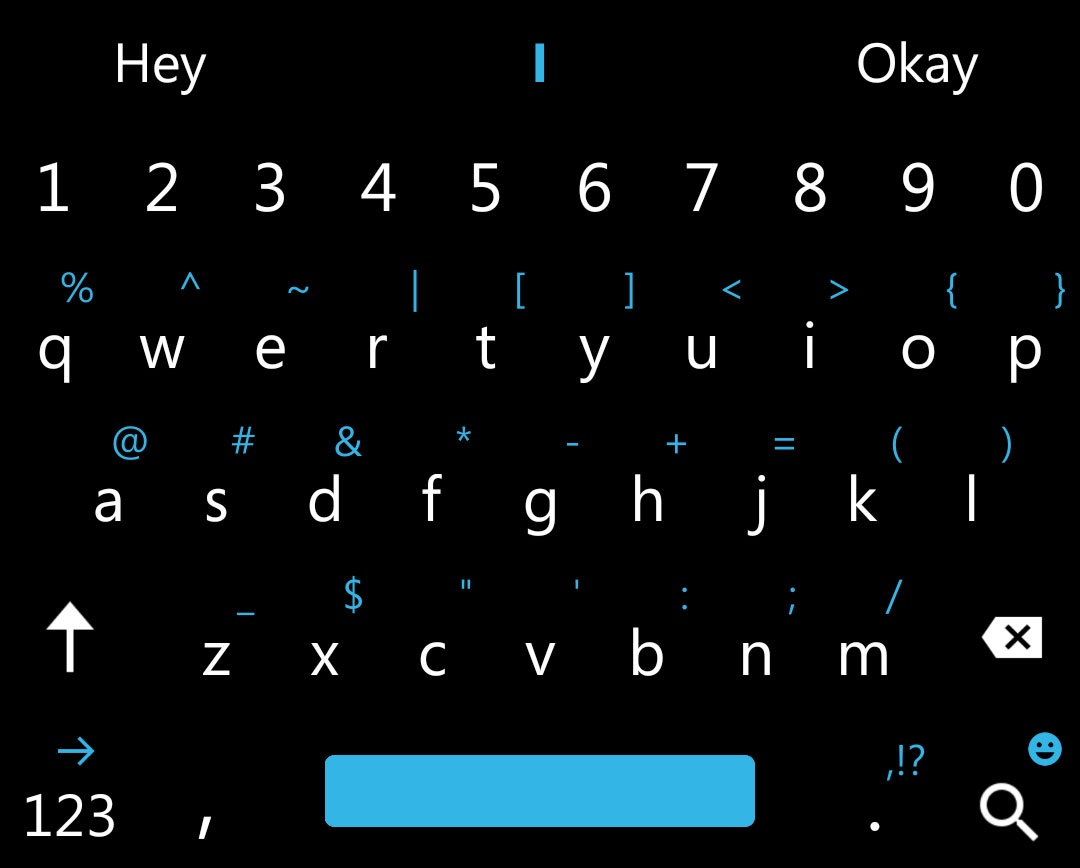 Hey I Okay
1 2 3 4 5 6 7 8 9 0
% ^ ~ | [ ] < > { }
q w e r t y u i o p
@ # & * - + = ( )
a s d f g h j k l
_ $ " ' : ; /
z x c v b n m
→ ,!?
123 , .